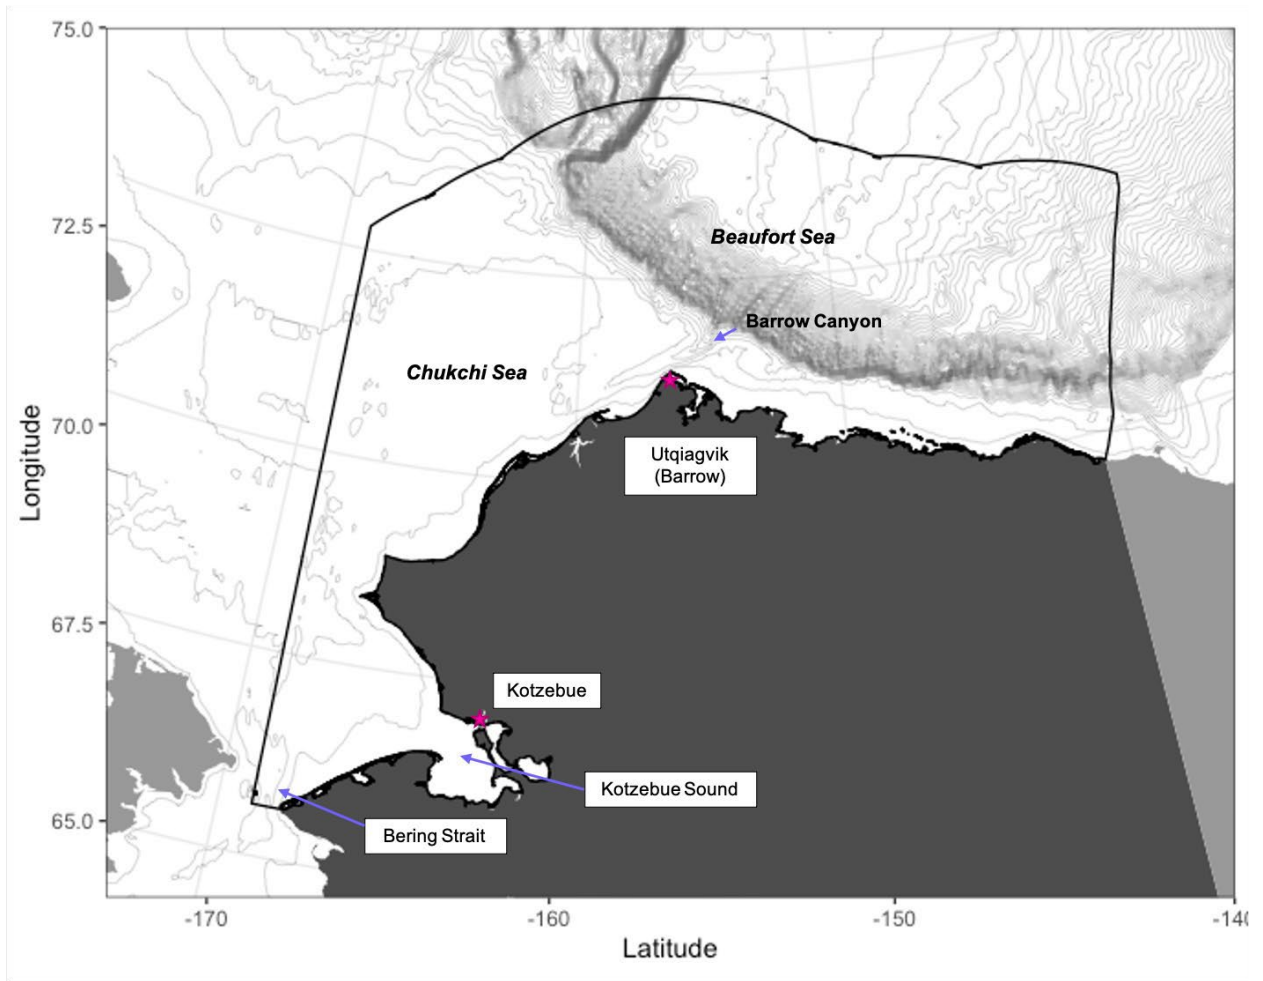 75.0
72.5
70.0
67.5
65.0
Longitude
Beaufort Sea
Barrow Canyon
Chukchi Sea
Utqiagvik
(Barrow)
Kotzebue
Kotzebue Sound
Bering Strait
-170
-160
-150
-140
Latitude